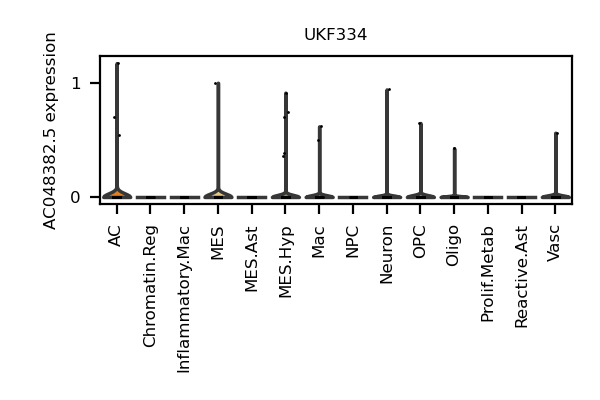 UKF334
AC048382.5 expression
1
0
AC
Chromatin.Reg
Inflammatory.Mac
MES
MES.Ast
MES.Hyp
Mac
NPC
Neuron
OPC
Oligo
Prolif.Metab
Reactive.Ast
Vasc